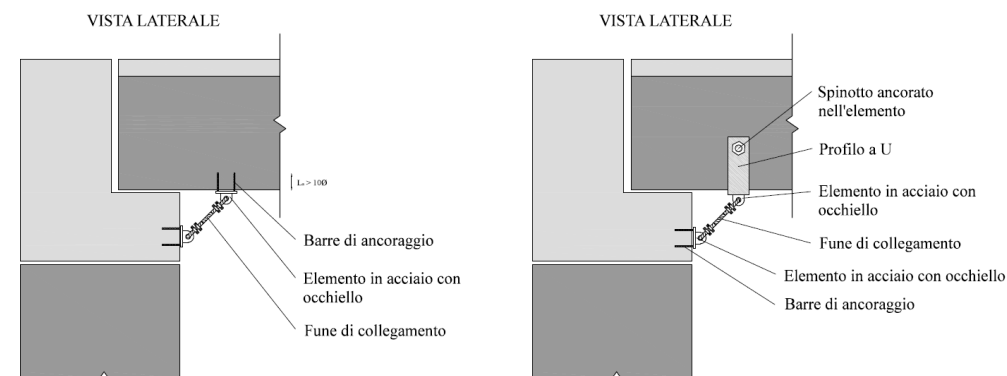 VISTA LATERALE
Lₐ > 10Ø
Barre di ancoraggio
Elemento in acciaio con
occhiello
Fune di collegamento
VISTA LATERALE
Spinotto ancorato
nell'elemento
Profilo a U
Elemento in acciaio con
occhiello
Fune di collegamento
Elemento in acciaio con occhiello
Barre di ancoraggio